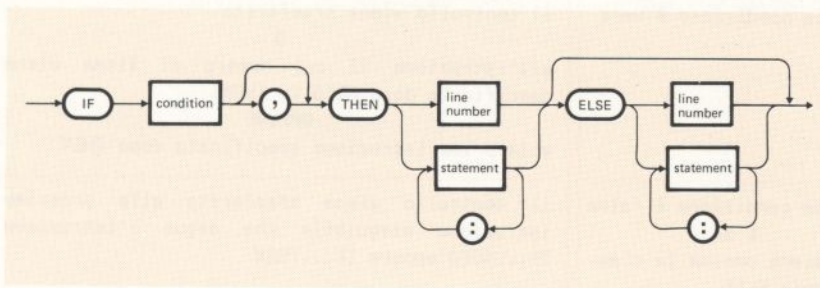 IF
condition
,
THEN
line
number
statement
:
ELSE
line
number
statement
: